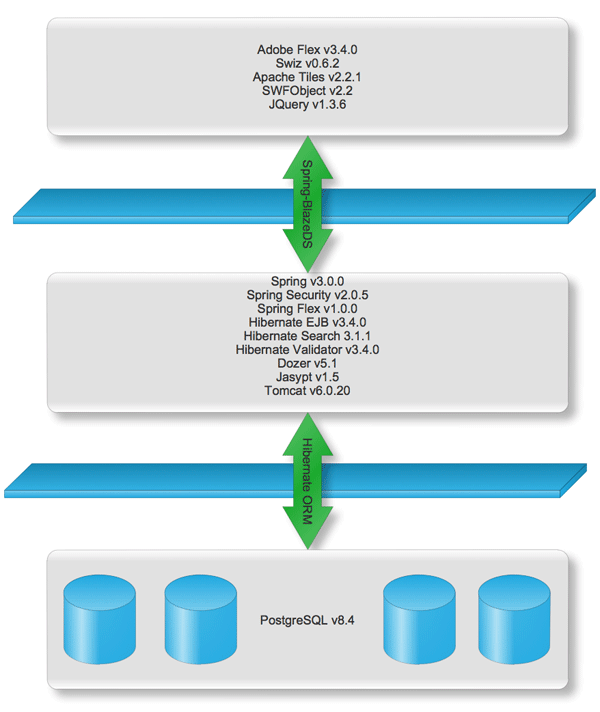 Adobe Flex v3.4.0
Swiz v0.6.2
Apache Tiles v2.2.1
SWFObject v2.2
JQuery v1.3.6
Spring-BlazeDS
Spring v3.0.0
Spring Security v2.0.5
Spring Flex v1.0.0
Hibernate EJB v3.4.0
Hibernate Search 3.1.1
Hibernate Validator v3.4.0
Dozer v5.1
Jasypt v1.5
Tomcat v6.0.20
Hibernate ORM
PostgreSQL v8.4